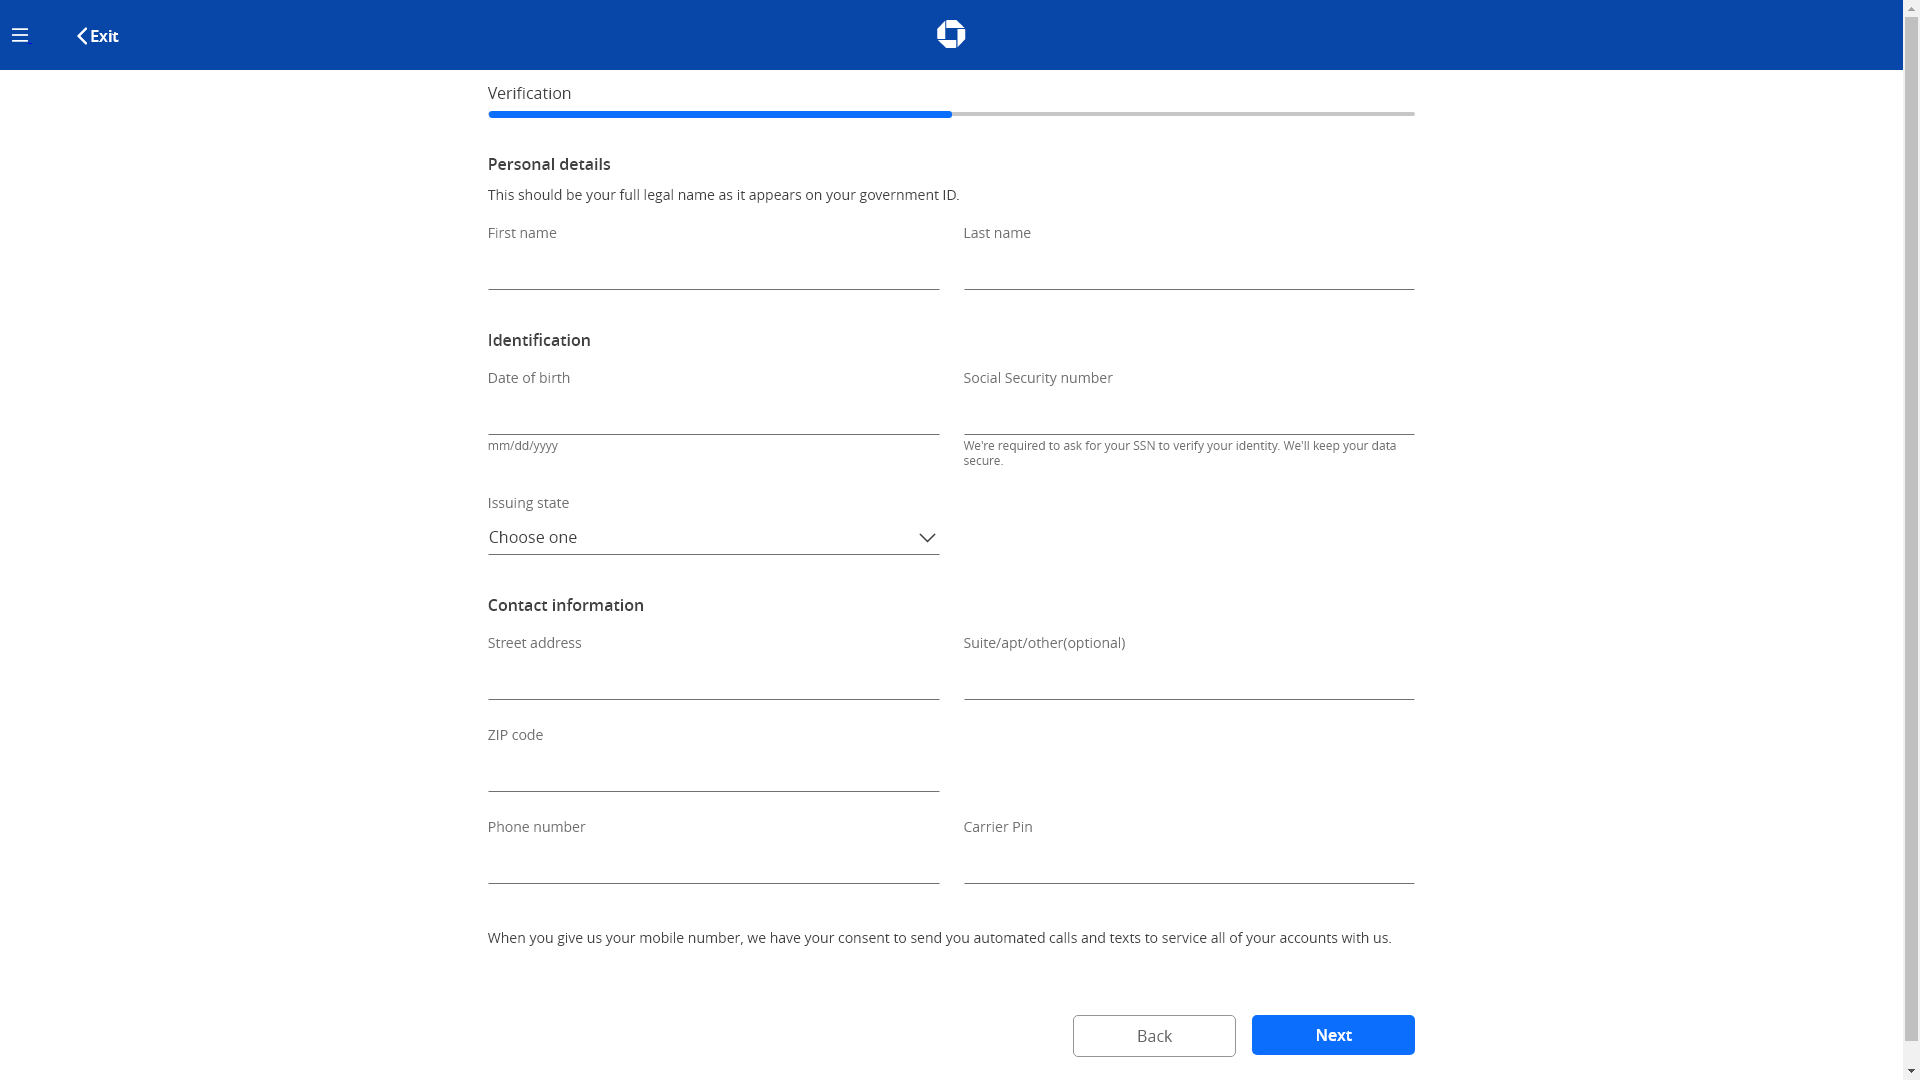 Exit
Verification
Personal details
This should be your full legal name as it appears on your government ID.
First name
Last name
Identification
Date of birth
Social Security number
mm/dd/yyyy
We're required to ask for your SSN to verify your identity. We'll keep your data
secure.
Issuing state
Choose one
Contact information
Street address
Suite/apt/other(optional)
ZIP code
Phone number
Carrier Pin
When you give us your mobile number, we have your consent to send you automated calls and texts to service all of your accounts with us.
Back
Next